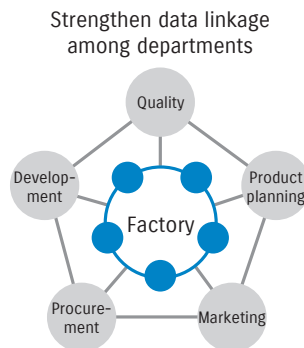 Strengthen data linkage
among departments
Quality
Develop-
ment
Product
planning
Factory
Procure-
ment
Marketing